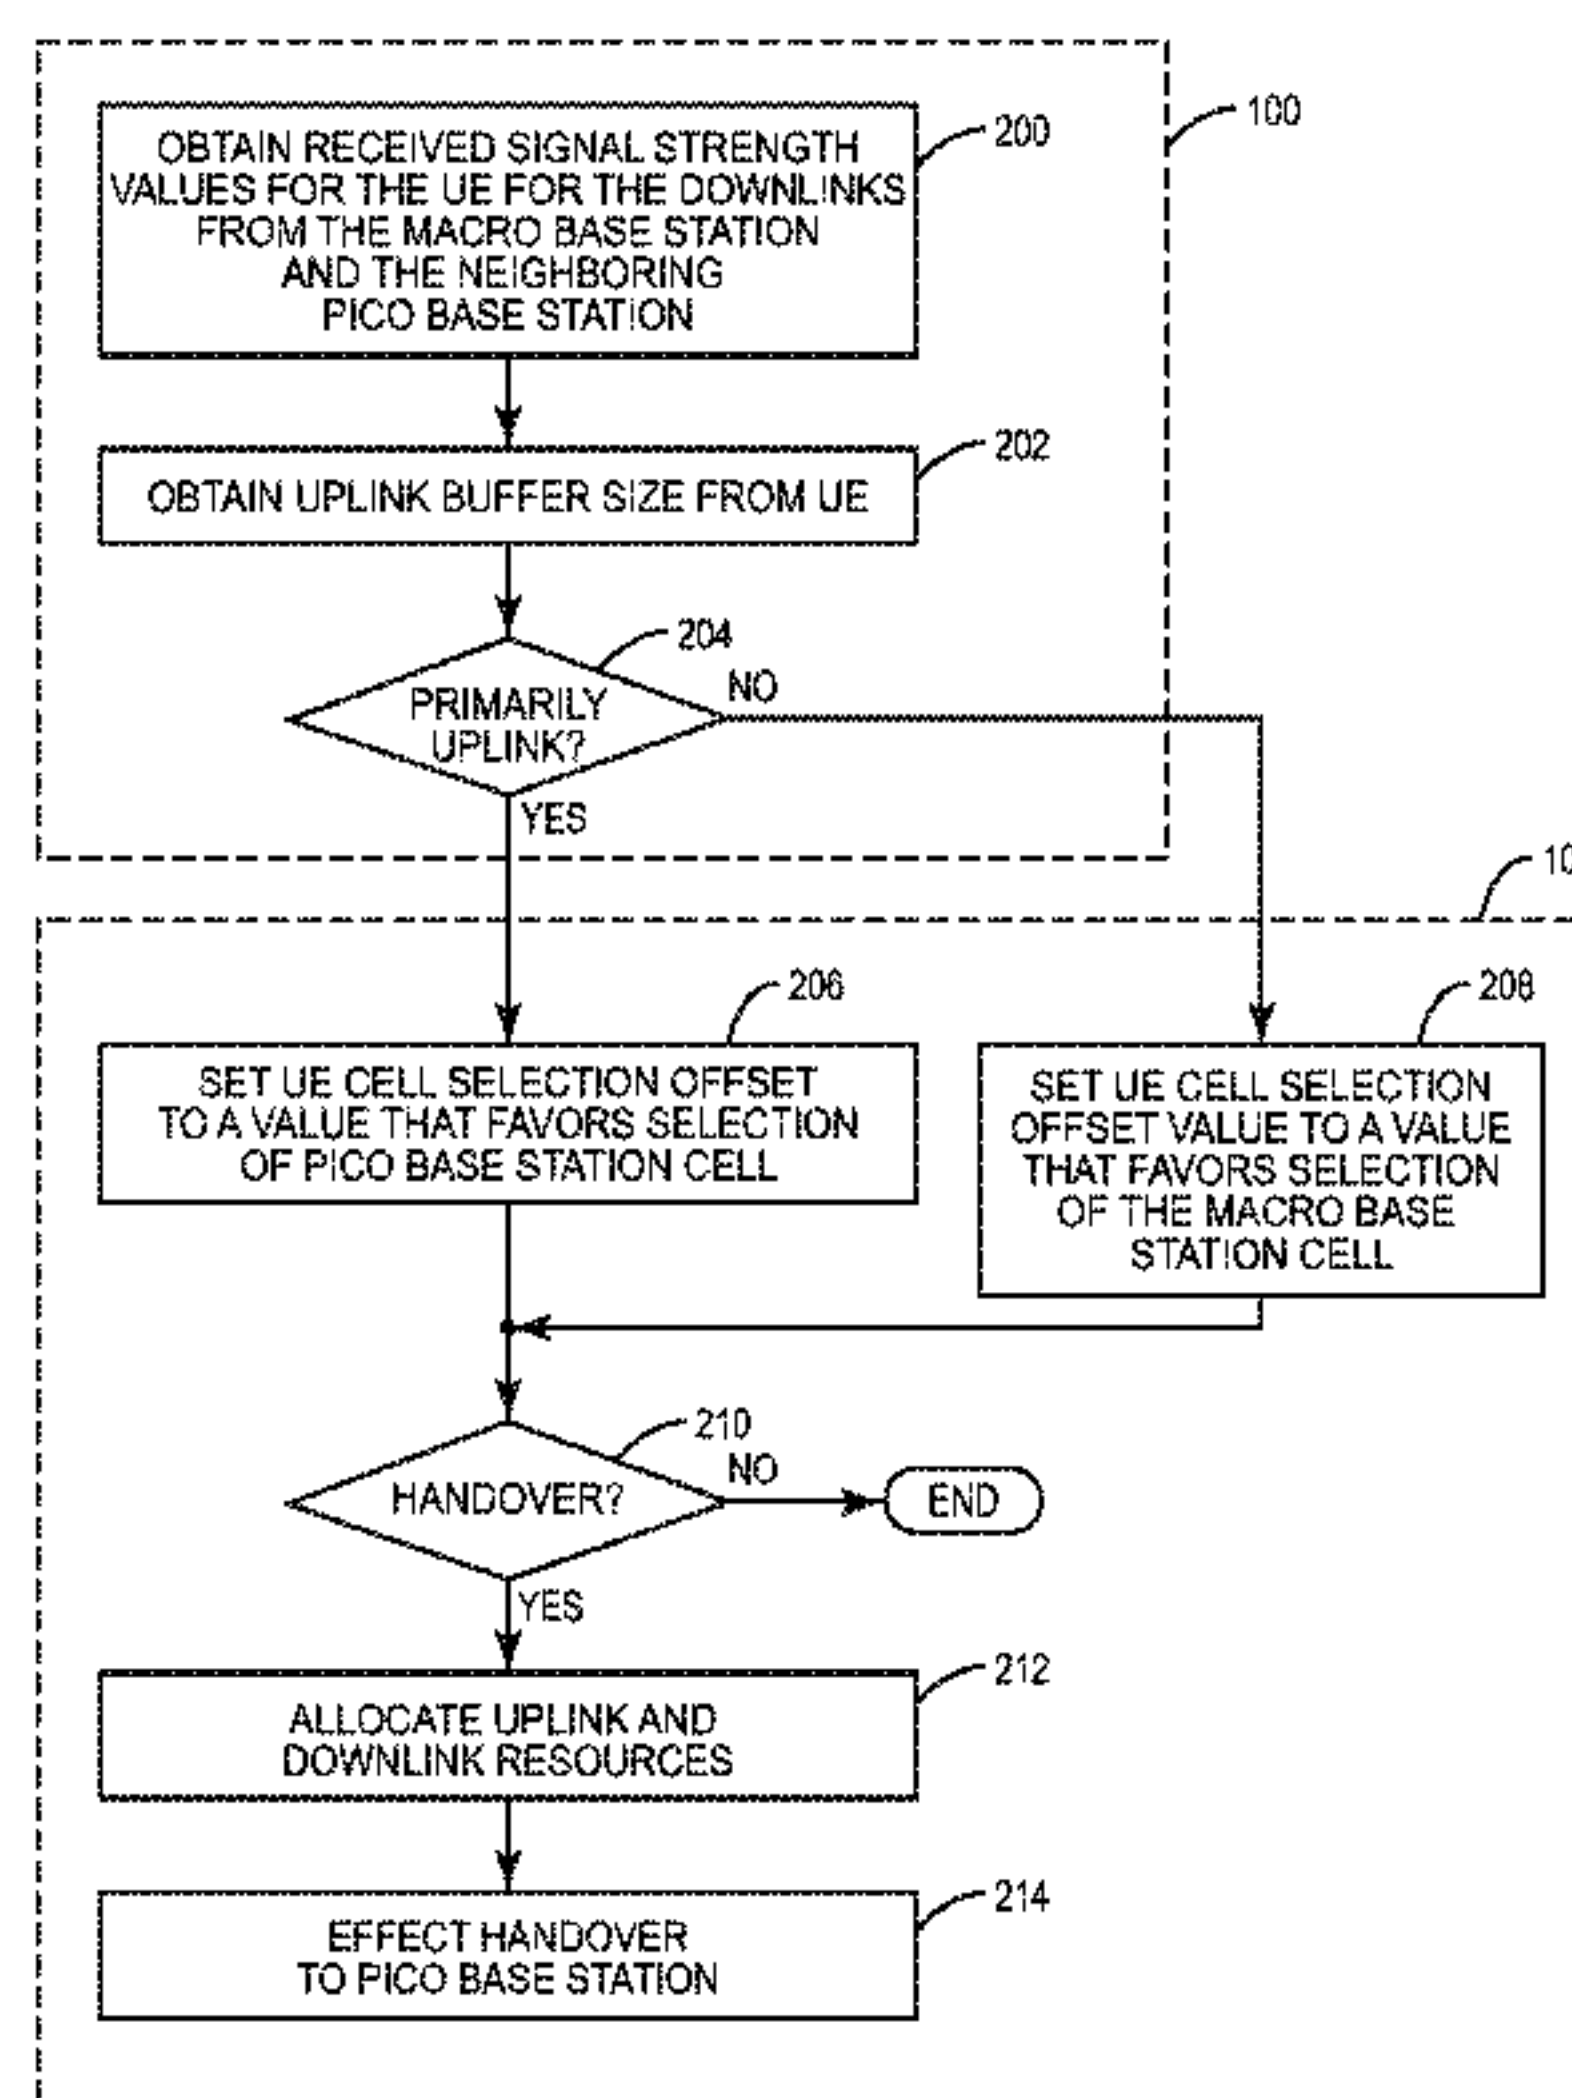 100
200
OBTAIN RECEIVED SIGNAL STRENGTH
VALUES FOR THE UE FOR THE DOWNLINKS
FROM THE MACRO BASE STATION
AND THE NEIGHBORING
PICO BASE STATION
202
OBTAIN UPLINK BUFFER SIZE FROM UE
204
PRIMARILY
UPLINK?
NO
YES
10
206
SET UE CELL SELECTION OFFSET
TO A VALUE THAT FAVORS SELECTION
OF PICO BASE STATION CELL
208
SET UE CELL SELECTION
OFFSET VALUE TO A VALUE
THAT FAVORS SELECTION
OF THE MACRO BASE
STATION CELL
210
HANDOVER?
NO
END
YES
212
ALLOCATE UPLINK AND
DOWNLINK RESOURCES
214
EFFECT HANDOVER
TO PICO BASE STATION